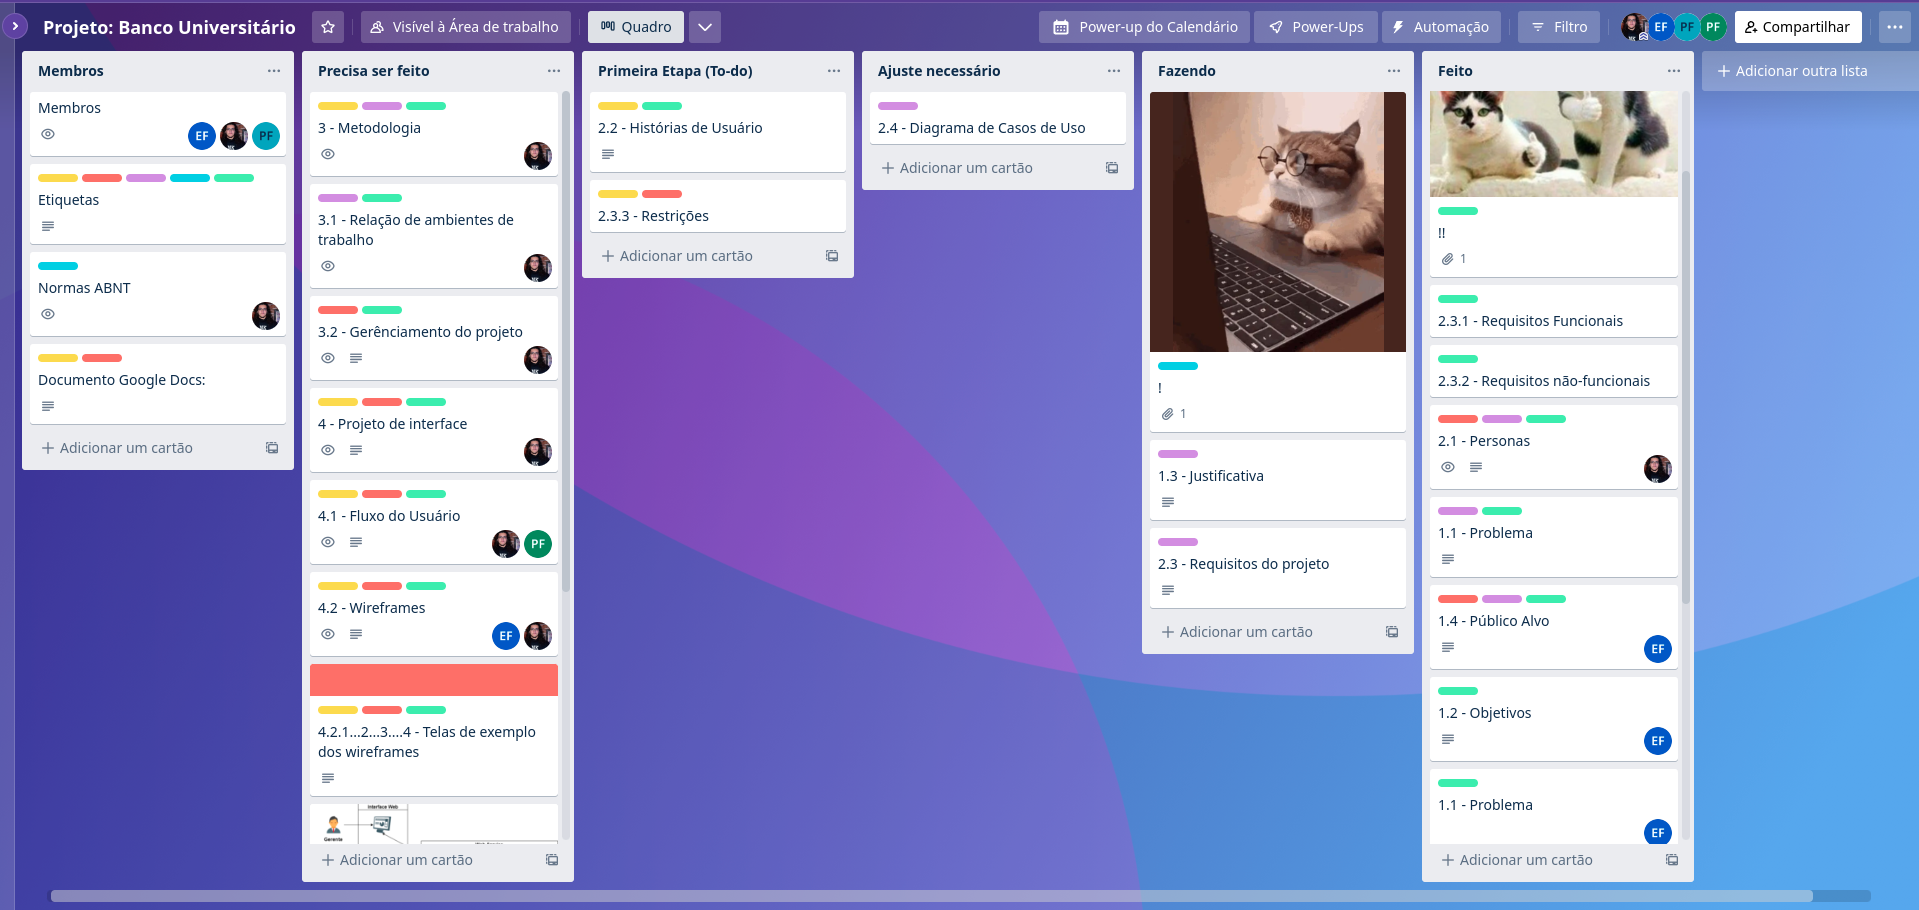 Projeto: Banco Universitário
Visível à Área de trabalho
Quadro
Power-up do Calendário
Power-Ups
Automação
Filtro
EF
PF
PF
Compartilhar
Membros
Membros
EF
PF
Etiquetas
Normas ABNT
Documento Google Docs:
+ Adicionar um cartão
Precisa ser feito
3 - Metodologia
3.1 - Relação de ambientes de
trabalho
3.2 - Gerênciamento do projeto
4 - Projeto de interface
4.1 - Fluxo do Usuário
PF
4.2 - Wireframes
EF
4.2.1...2...3....4 - Telas de exemplo
dos wireframes
Interface Web
Gerente
+ Adicionar um cartão
Primeira Etapa (To-do)
2.2 - Histórias de Usuário
2.3.3 - Restrições
+ Adicionar um cartão
Ajuste necessário
2.4 - Diagrama de Casos de Uso
+ Adicionar um cartão
Fazendo
!
1
1.3 - Justificativa
2.3 - Requisitos do projeto
+ Adicionar um cartão
Feito
!!
1
2.3.1 - Requisitos Funcionais
2.3.2 - Requisitos não-funcionais
2.1 - Personas
1.1 - Problema
1.4 - Público Alvo
EF
1.2 - Objetivos
EF
1.1 - Problema
EF
+ Adicionar um cartão
+ Adicionar outra lista